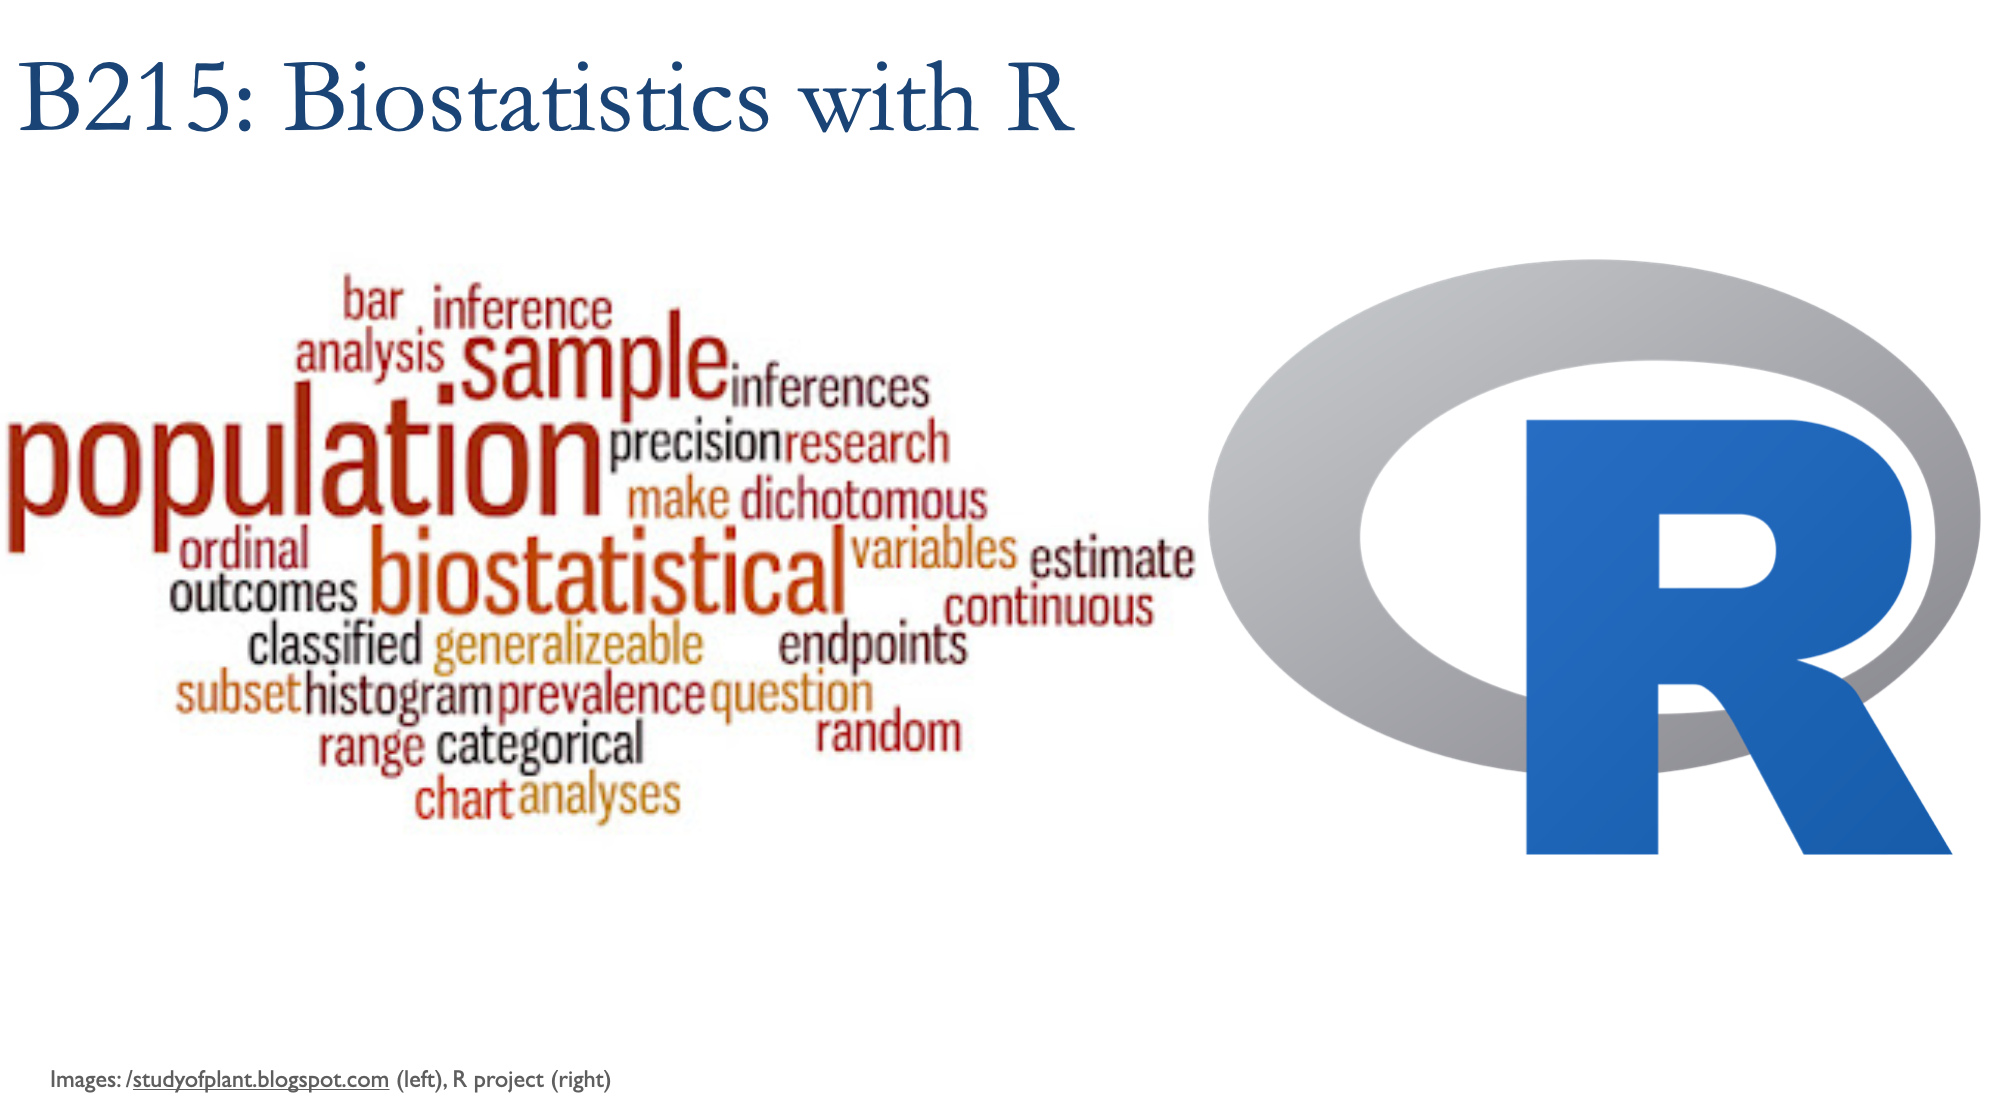 B215: Biostatistics with R
bar inference
analysis sample
inferences
population precision research
make dichotomous
ordinal biostatistical variables estimate
outcomes continuous
classified generalizeable endpoints
subset histogram prevalence question
random
range categorical
chart analyses
R
Images: /studyofplant.blogspot.com (left), R project (right)